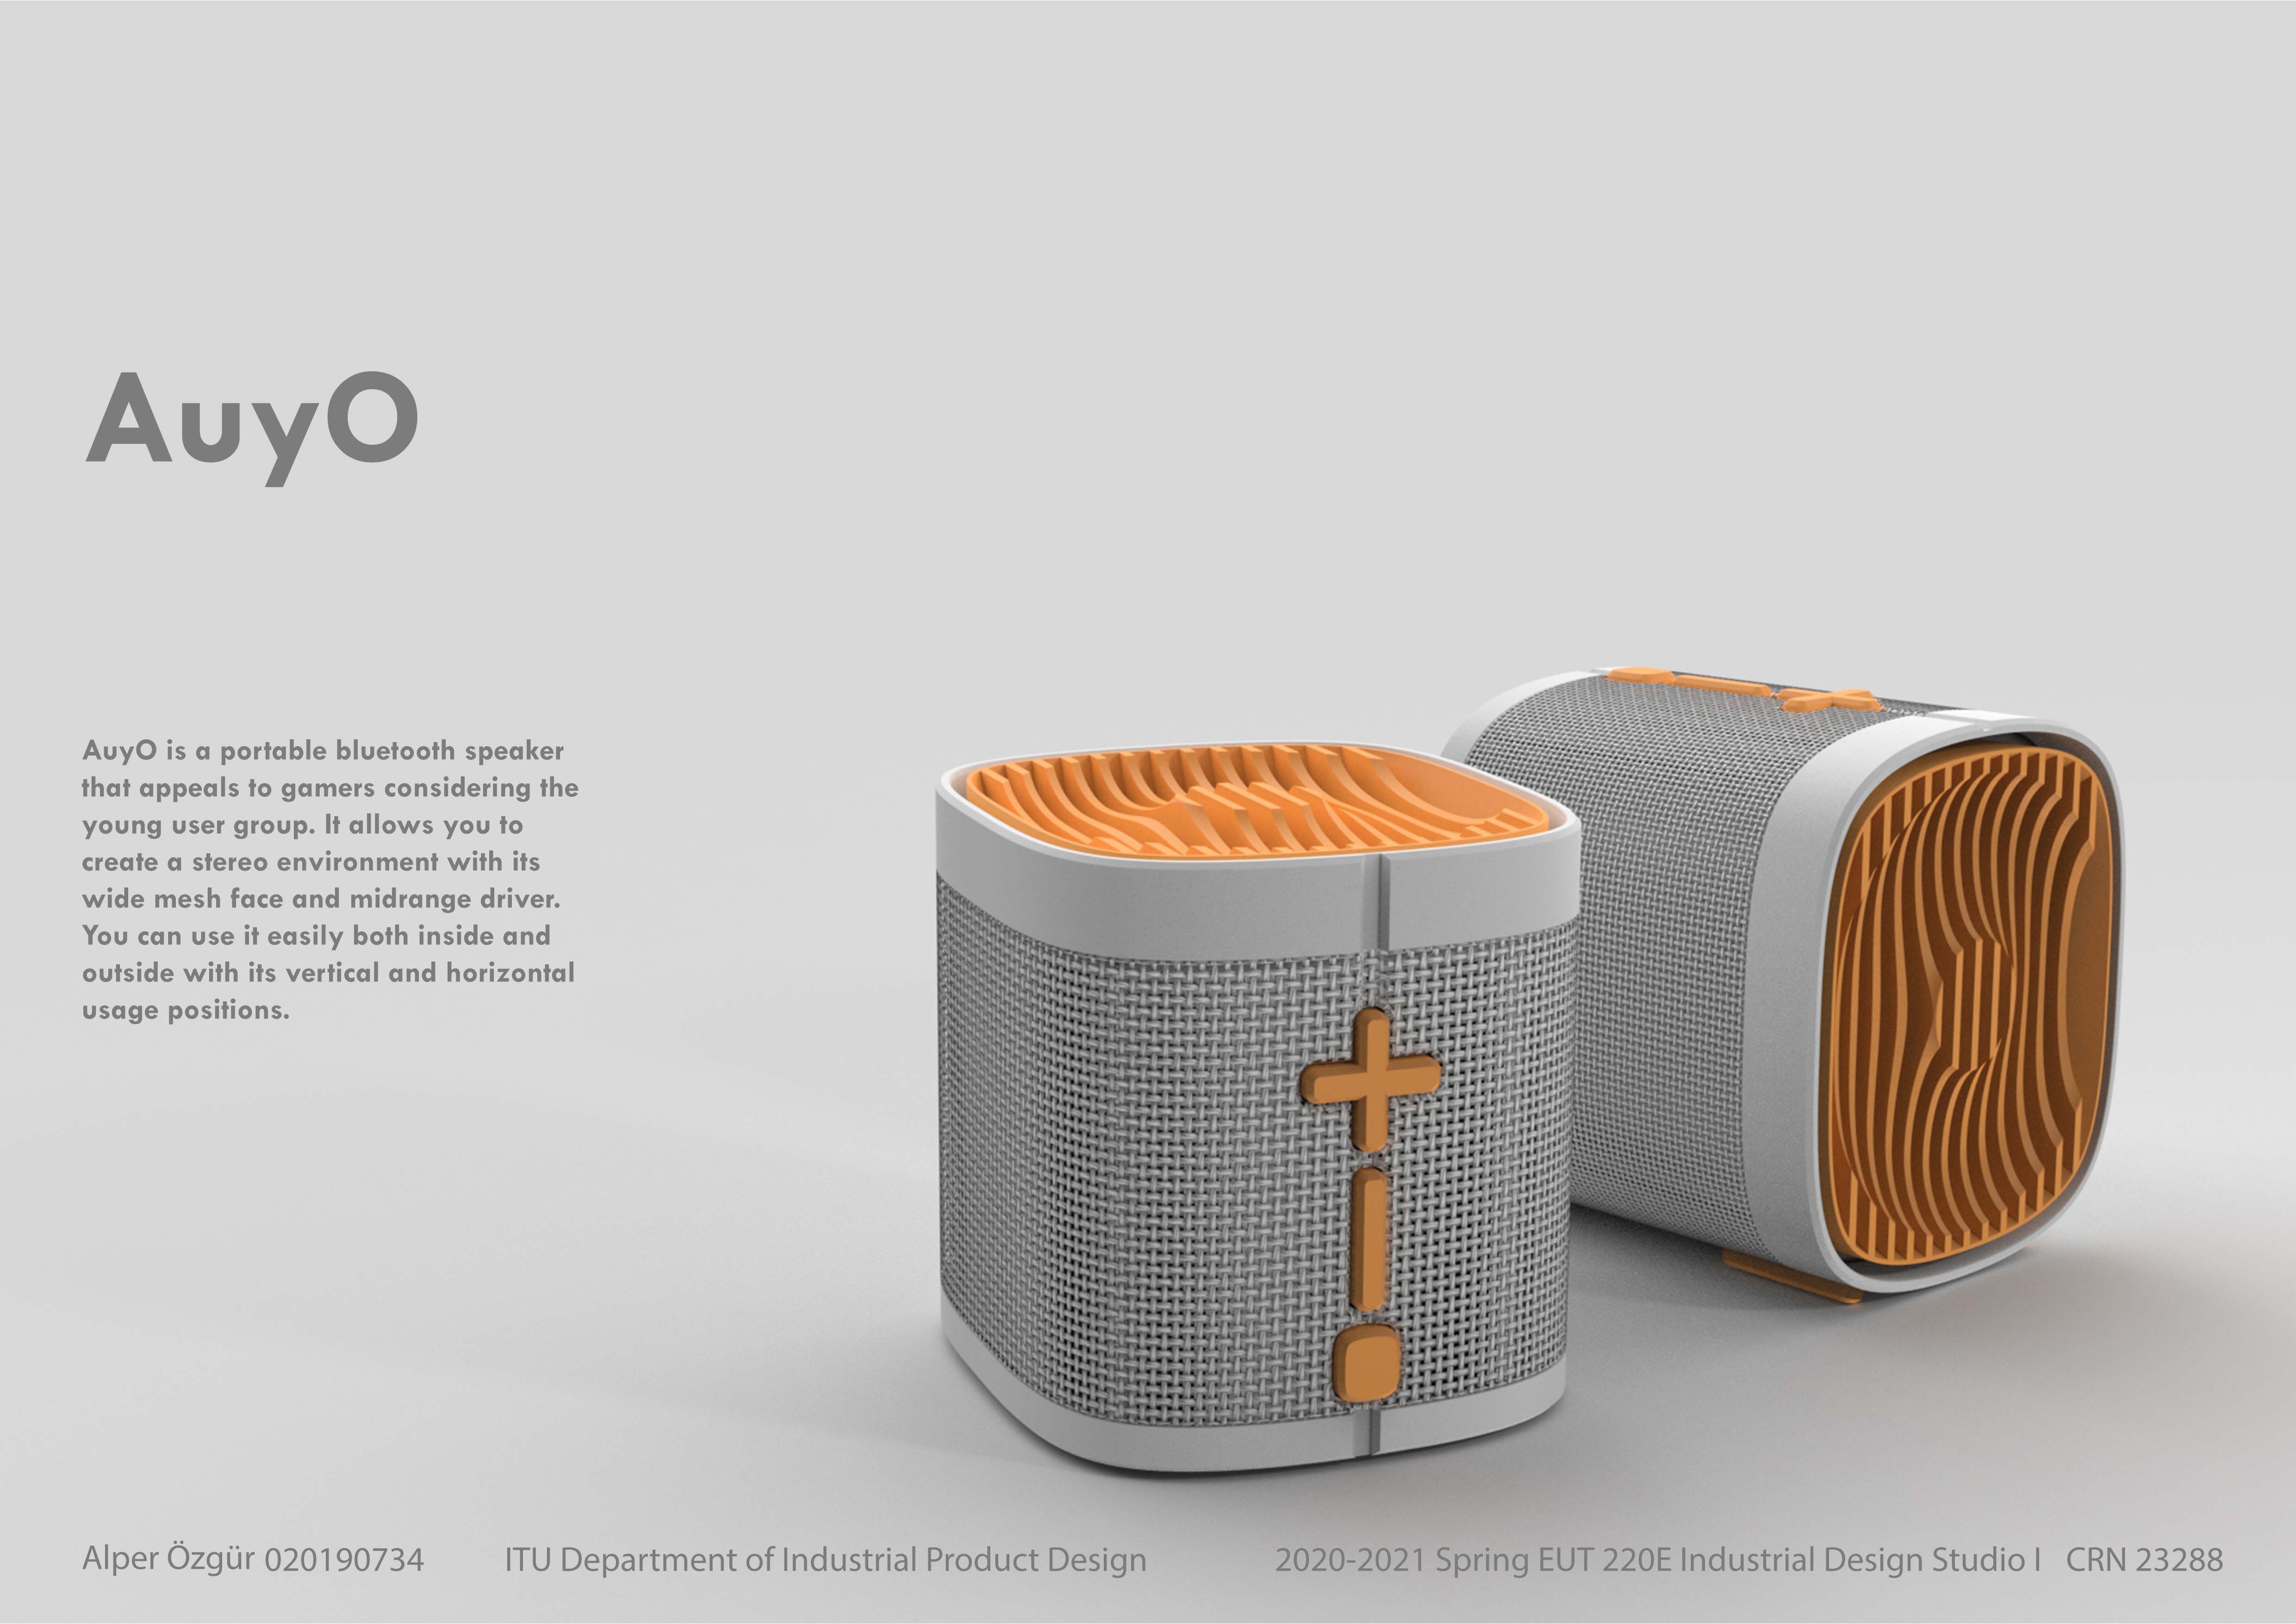 AuyO
AuyO is a portable bluetooth speaker
that appeals to gamers considering the
young user group. It allows you to
create a stereo environment with its
wide mesh face and midrange driver.
You can use it easily both inside and
outside with its vertical and horizontal
usage positions.
Alper Özgür 020190734 ITU Department of Industrial Product Design 2020-2021 Spring EUT 220E Industrial Design Studio I CRN 23288